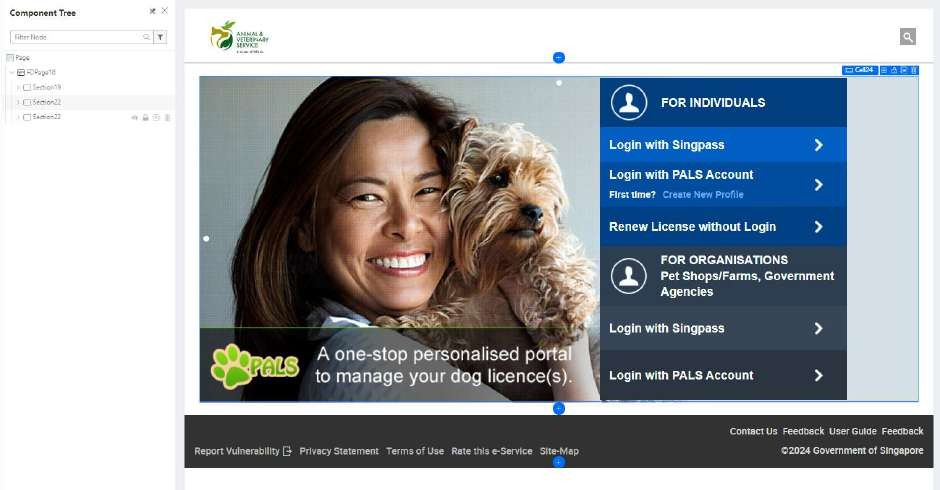 Component Tree
Filter Node
Page
FDPage18
Section19
Section22
Section22
ANIMAL &
VETERINARY
SERVICE
Cell24
FOR INDIVIDUALS
Login with Singpass
Login with PALS Account
First time? Create New Profile
Renew License without Login
FOR ORGANISATIONS
Pet Shops/Farms, Government
Agencies
Login with Singpass
Login with PALS Account
PALS
A one-stop personalised portal
to manage your dog licence(s).
Contact Us Feedback User Guide Feedback
Report Vulnerability Privacy Statement Terms of Use Rate this e-Service Site-Map
©2024 Government of Singapore